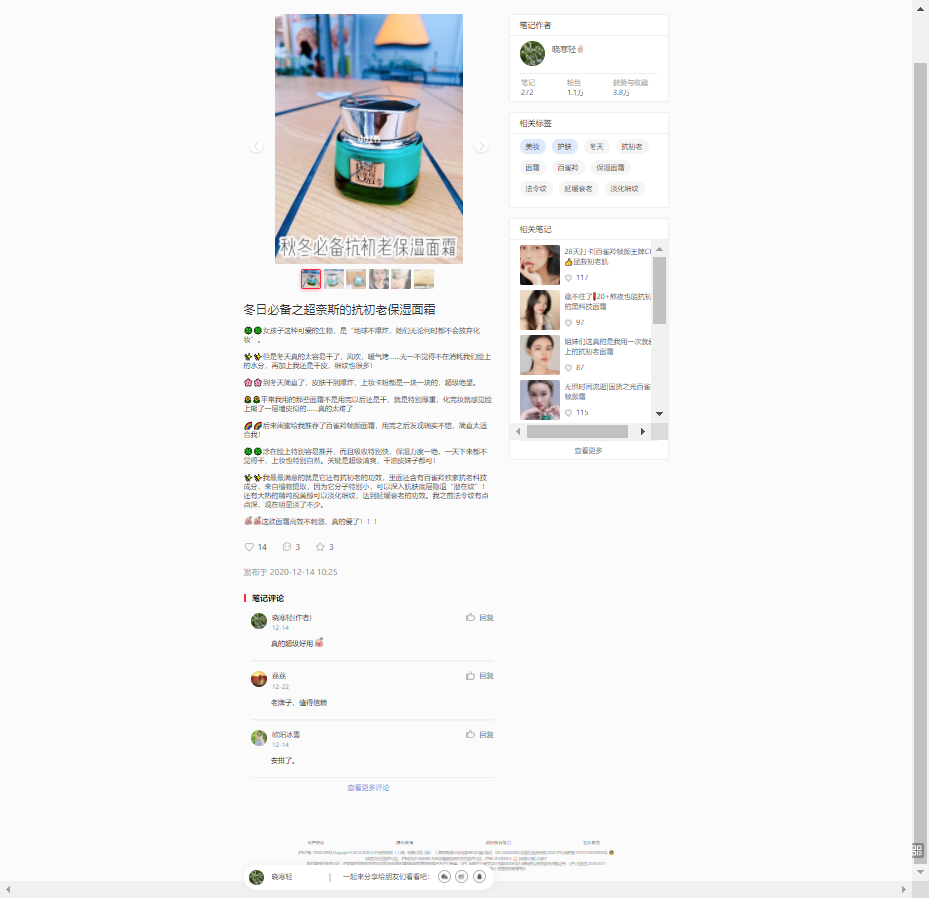 秋冬必备抗初老保湿面霜
冬日必备之超奈斯的抗初老保湿面霜
女孩子这种可爱的生物，是“地球不爆炸，她们无论何时都不会放弃化
妆”。
但是冬天真的太容易干了，风吹，暖气烤......无一不觉得不在消耗我们脸上
的水分，再加上我还是干皮，细纹也很多！
到冬天简直了，皮肤干到爆炸，上妆卡粉都是一块一块的，超级绝望。
平常我用的那些面霜不是用完以后还是干，就是特别厚重，化完妆就感觉脸
上糊了一层增皮似的......真的太难了
后来闺蜜给我推荐了百雀羚帧颜面霜，用完之后发现确实不错，简直太适
合我！
涂在脸上特别容易推开，而且吸收特别快，保湿力度一绝，一天下来都不
觉得干，上妆也特别自然。关键是超级清爽，干油皮妹子都可！
我最最满意的就是它还有抗初老的功效，里面还含有百雀羚独家抗老科技
成分，来自植物提取，因为它分子特别小，可以深入肌肤底层隐退“潜在纹”！
还有大热的精纯视黄醇可以淡化细纹，达到延缓衰老的功效。我之前法令纹有点
点深，现在明显淡了不少。
这款面霜高效不刺激，真的爱了！！！
14 3 3
发布于 2020-12-14 10:25
笔记评论
晓寒轻(作者) 回复
12-14
真的超级好用
回复
12-22
老牌子，值得信赖
欧阳冰雪 回复
12-14
安排了。
查看更多评论
晓寒轻 | 一起来分享给朋友们看看吧：
笔记作者
晓寒轻
笔记 粉丝 获赞与收藏
272 1.1万 3.8万
相关标签
美妆 护肤 冬天 抗初老
面霜 百雀羚 保湿面霜
法令纹 延缓衰老 淡化细纹
相关笔记
28天打卡|百雀羚帧颜王牌CP
拯救初老肌
117
藏不住了 20+熬夜也能抗初
的黑科技面霜
97
姐妹们这真的是我用一次就爱
上的抗初老面霜
87
无惧时间流逝|国货之光百雀
帧颜霜
115
查看更多